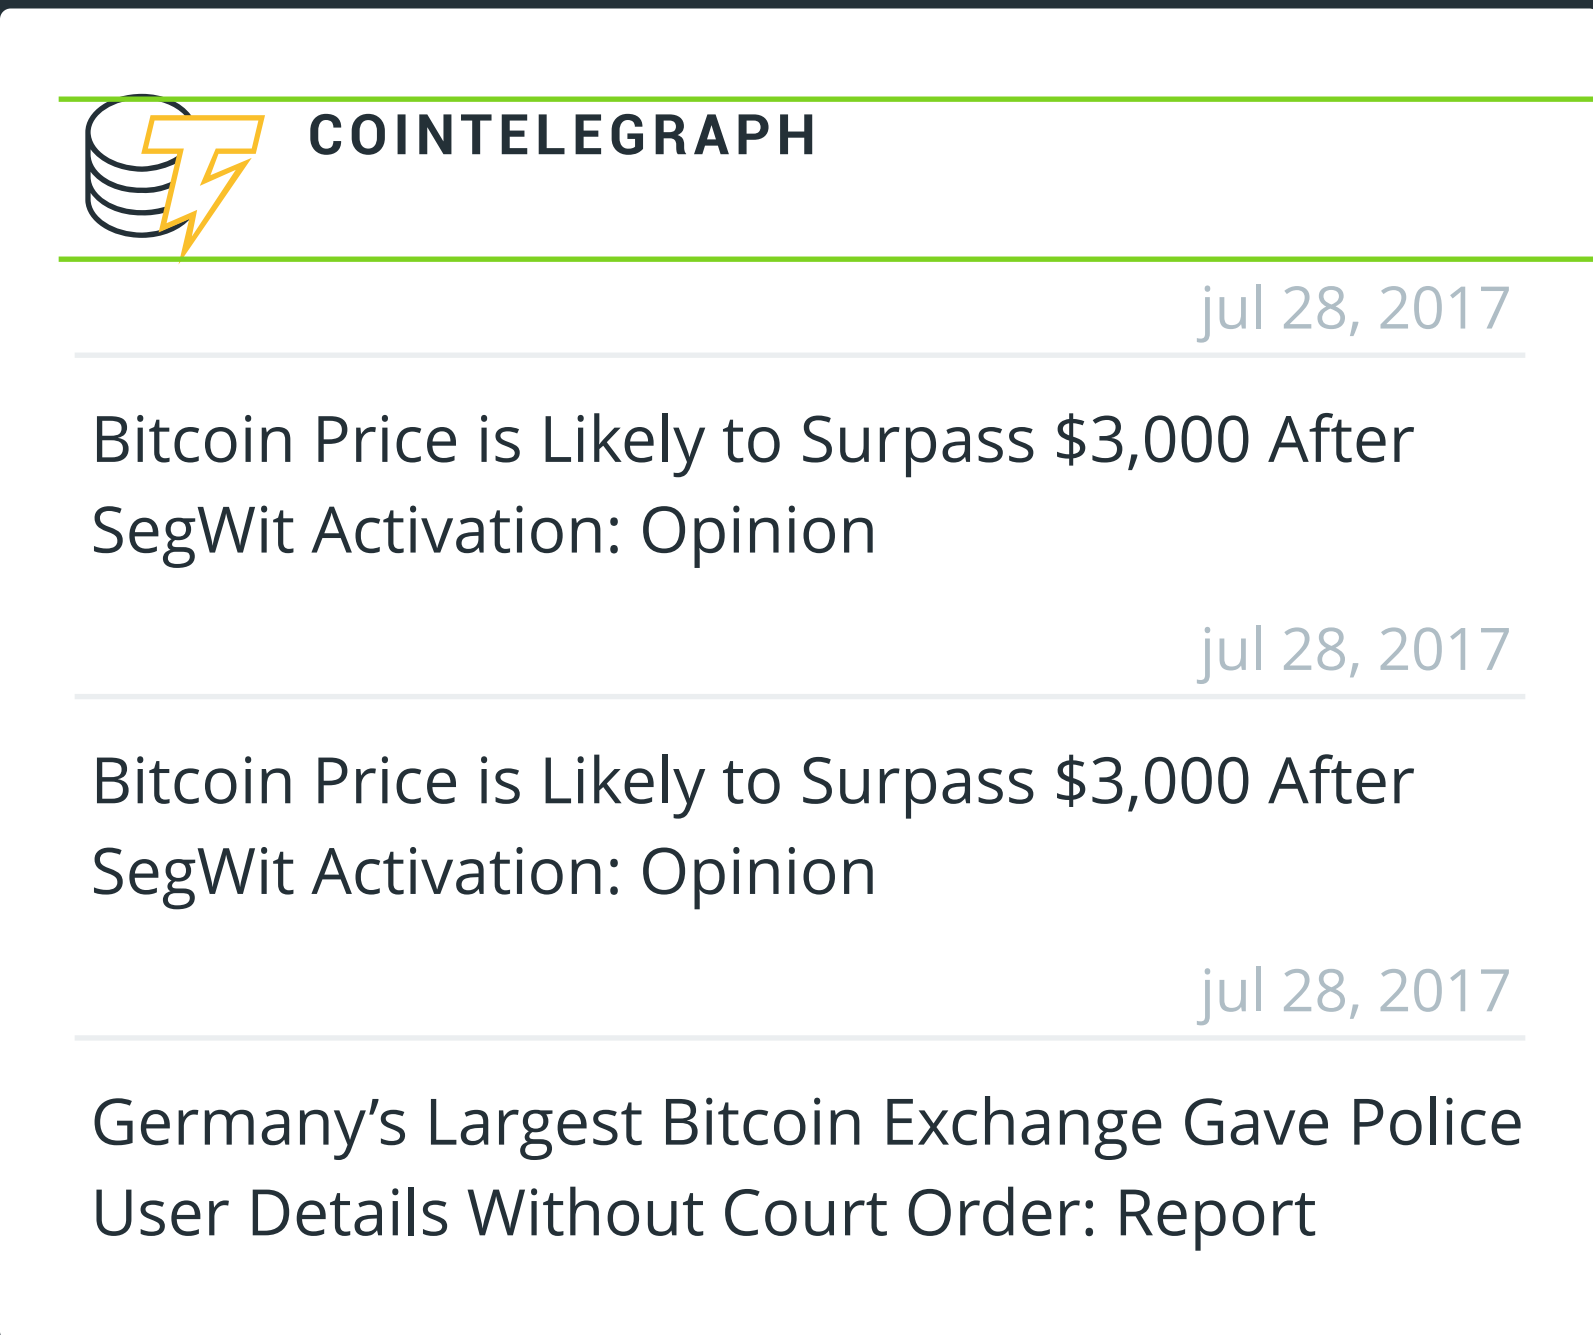 COINTELEGRAPH
jul 28, 2017
Bitcoin Price is Likely to Surpass $3,000 After
SegWit Activation: Opinion
jul 28, 2017
Bitcoin Price is Likely to Surpass $3,000 After
SegWit Activation: Opinion
jul 28, 2017
Germany’s Largest Bitcoin Exchange Gave Police
User Details Without Court Order: Report